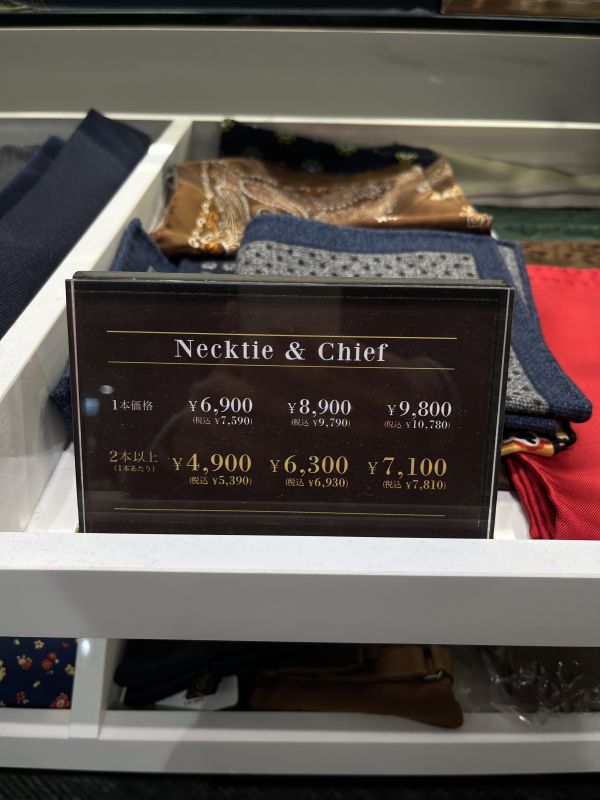 Necktie & Chief
1本価格 ¥6,900 ¥8,900 ¥9,800
(税込 ¥7,590) (税込 ¥9,790) (税込 ¥10,780)
2本以上 ¥4,900 ¥6,300 ¥7,100
(1本あたり) (税込 ¥5,390) (税込 ¥6,930) (税込 ¥7,810)